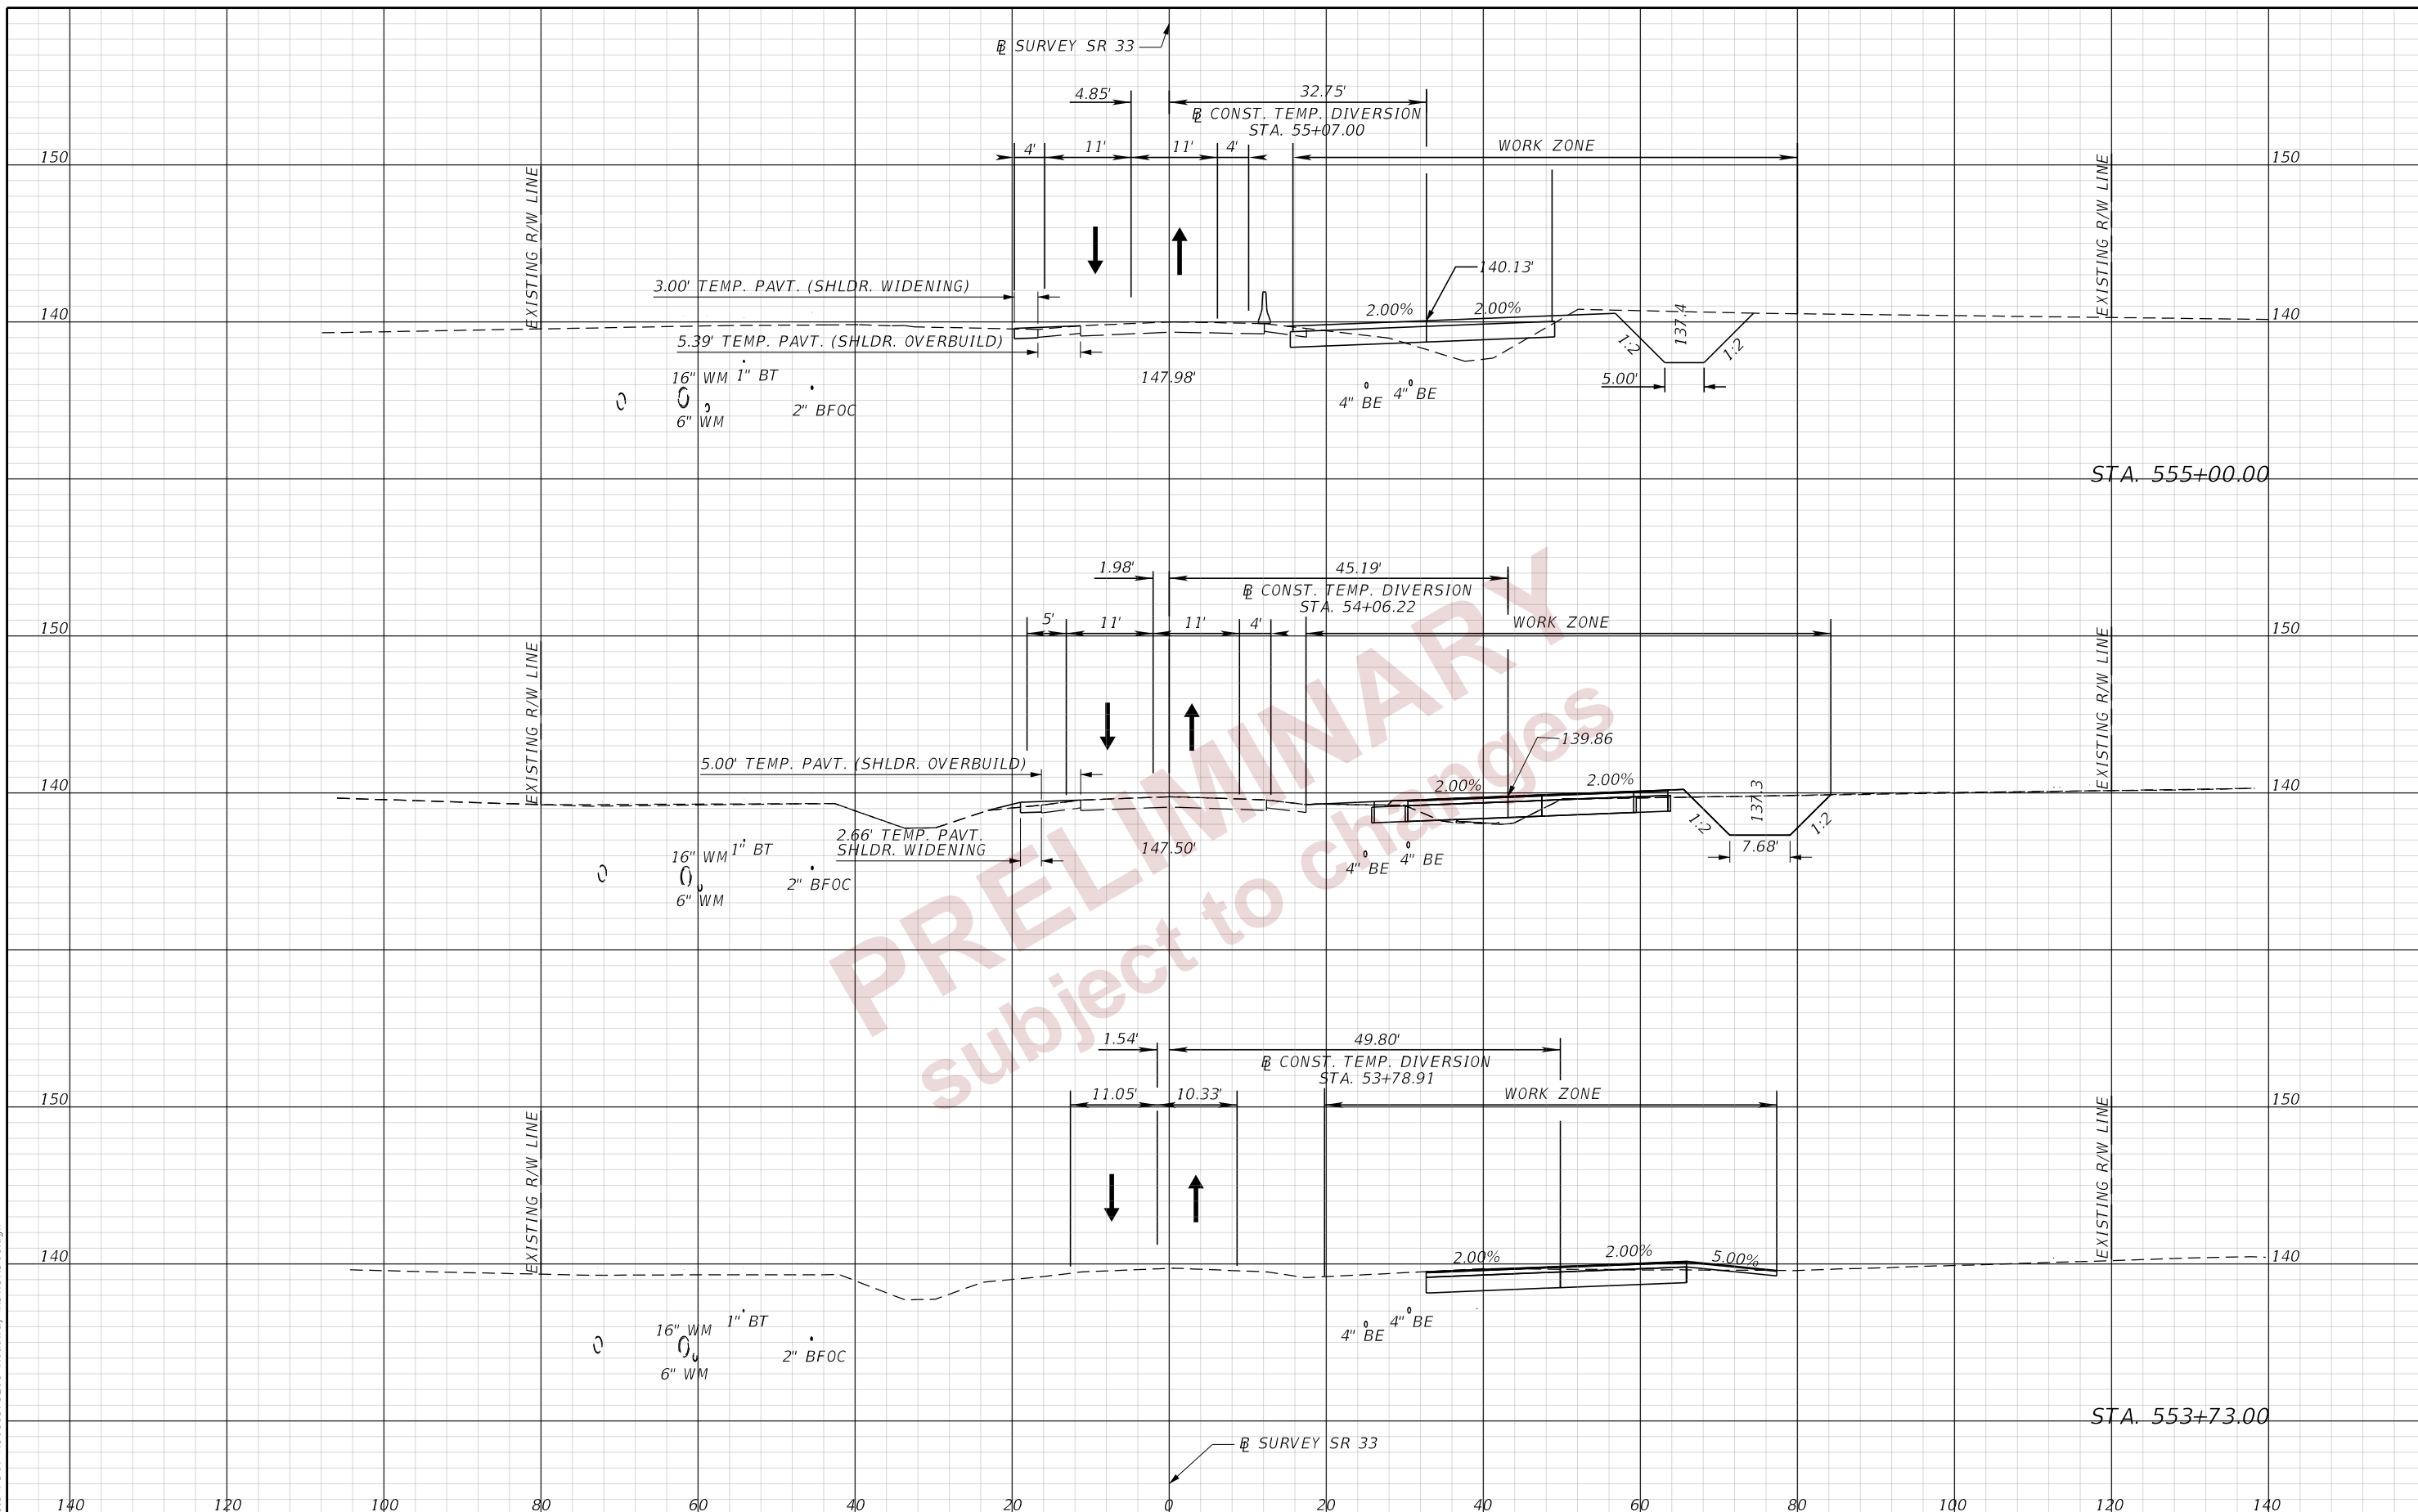 ℄ SURVEY SR 33
4.85' 32.75'
℄ CONST. TEMP. DIVERSION
STA. 55+07.00
4' 11' 11' 4' WORK ZONE
150 150
EXISTING R/W LINE
EXISTING R/W LINE
3.00' TEMP. PAVT. (SHLDR. WIDENING)
140.13'
2.00% 2.00%
137.4
140 140
5.39' TEMP. PAVT. (SHLDR. OVERBUILD)
1:2 1:2
16" WM 1" BT
147.98'
5.00'
4" BE 4" BE
2" BFOC
6" WM
STA. 555+00.00
1.98' 45.19'
℄ CONST. TEMP. DIVERSION
STA. 54+06.22
5' 11' 11' 4' WORK ZONE
150 150
EXISTING R/W LINE
EXISTING R/W LINE
139.86
5.00' TEMP. PAVT. (SHLDR. OVERBUILD)
2.00% 2.00%
137.3
140 140
1:2 1:2
2.66' TEMP. PAVT.
SHLDR. WIDENING
147.50'
7.68'
16" WM 1" BT
4" BE 4" BE
2" BFOC
6" WM
PRELIMINARY
subject to changes
1.54' 49.80'
℄ CONST. TEMP. DIVERSION
STA. 53+78.91
11.05' 10.33' WORK ZONE
150 150
EXISTING R/W LINE
EXISTING R/W LINE
2.00% 2.00% 5.00%
140 140
16" WM 1" BT
4" BE 4" BE
2" BFOC
6" WM
STA. 553+73.00
℄ SURVEY SR 33
140 120 100 80 60 40 20 0 20 40 60 80 100 120 140